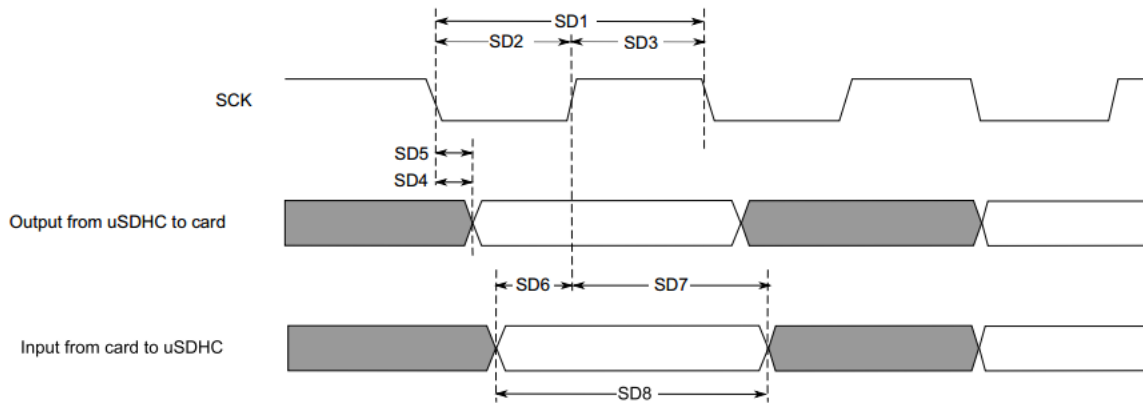 SD1
SD2 SD3
SCK
SD5
SD4
Output from uSDHC to card
SD6 SD7
Input from card to uSDHC
SD8